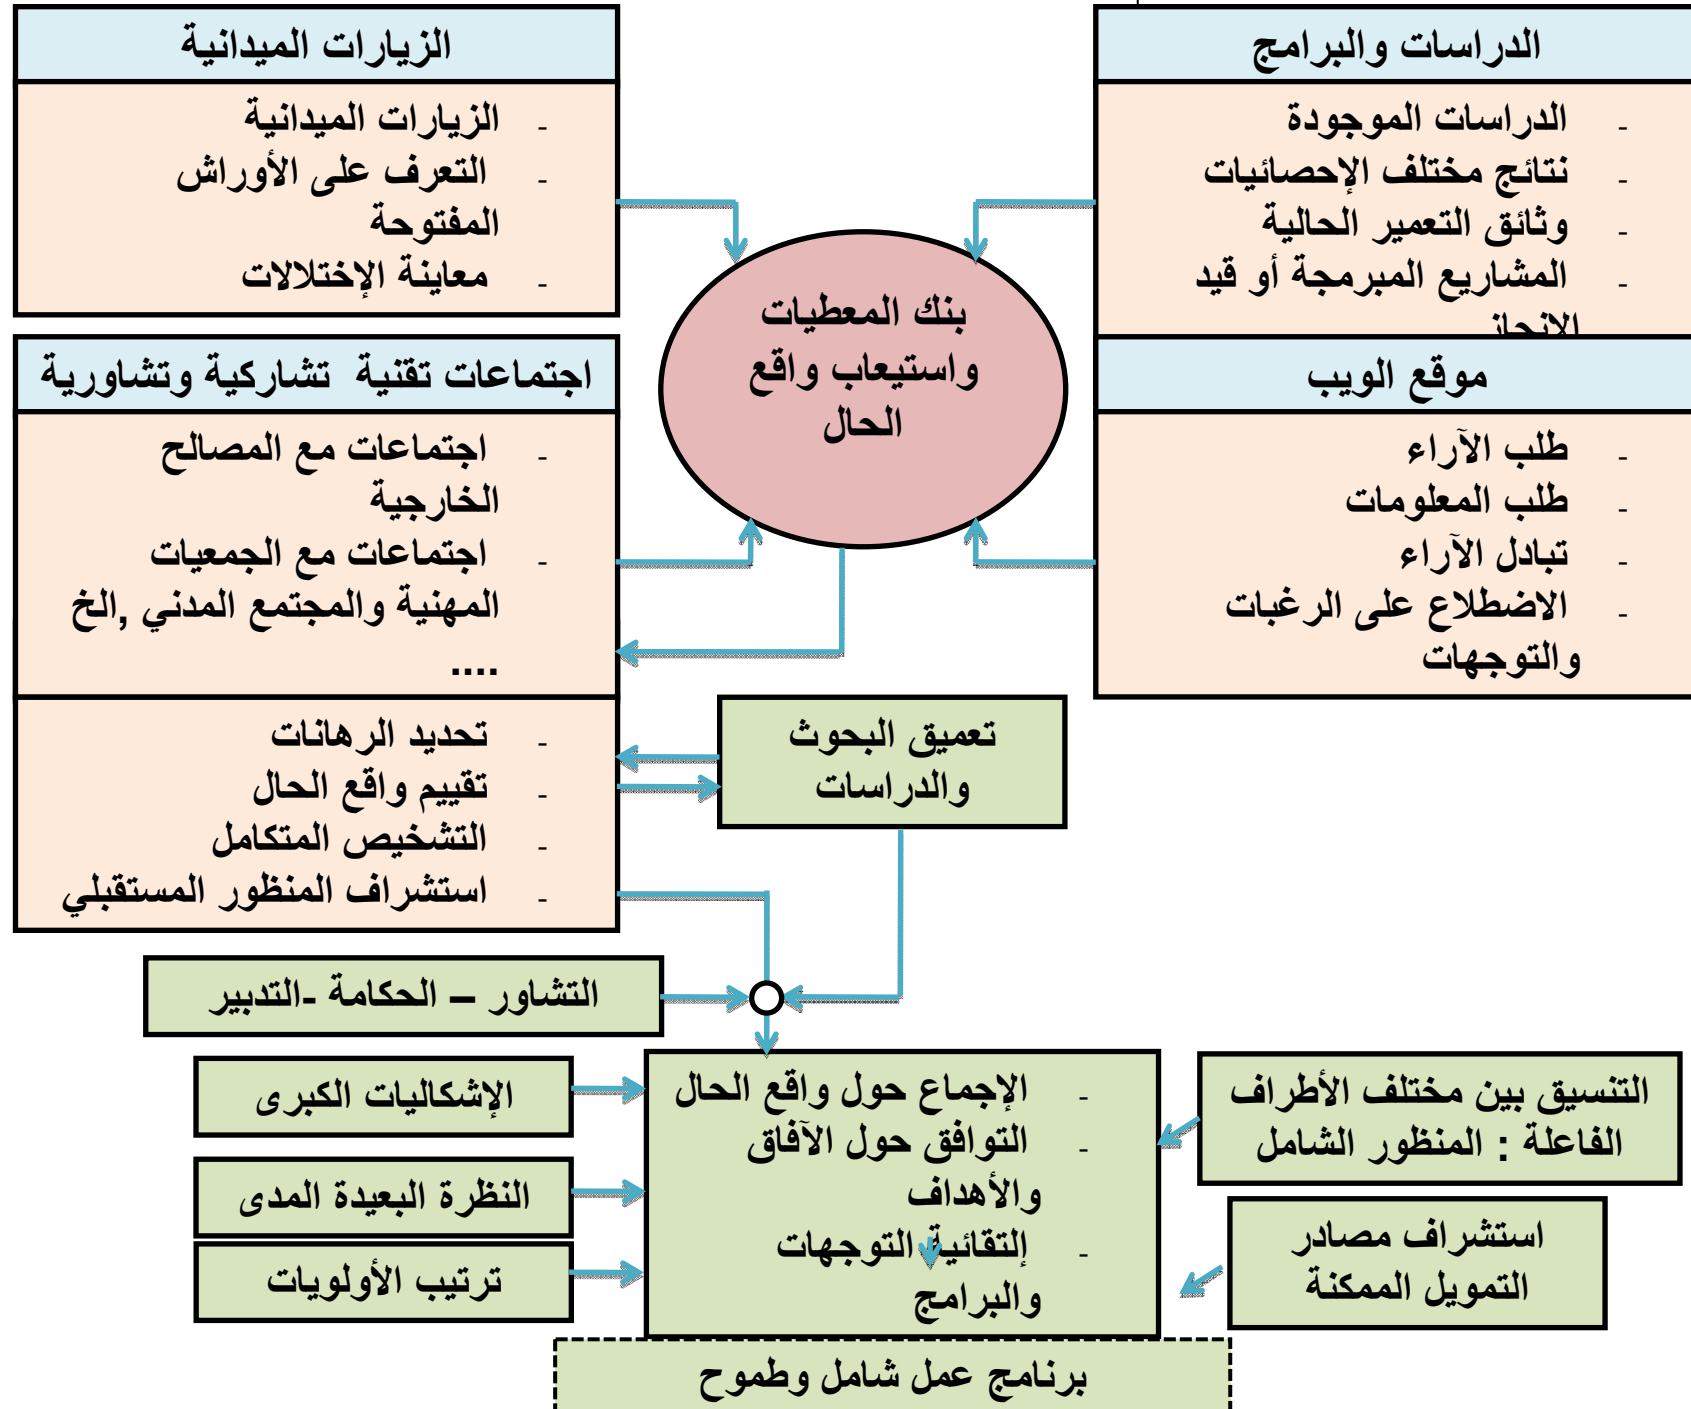 الدراسات والبرامج
- الدراسات الموجودة
- نتائج مختلف الإحصائيات
- وثائق التعمير الحالية
- المشاريع المبرمجة أو قيد
الانجاز
موقع الويب
- طلب الآراء
- طلب المعلومات
- تبادل الآراء
- الاضطلاع على الرغبات
والتوجهات
الزيارات الميدانية
- الزيارات الميدانية
- التعرف على الأوراش
المفتوحة
- معاينة الإختلالات
بنك المعطيات
واستيعاب واقع
الحال
اجتماعات تقنية تشاركية وتشاورية
- اجتماعات مع المصالح
الخارجية
- اجتماعات مع الجمعيات
المهنية والمجتمع المدني ,الخ
....
- تحديد الرهانات
- تقييم واقع الحال
- التشخيص المتكامل
- استشراف المنظور المستقبلي
تعميق البحوث
والدراسات
التشاور – الحكامة -التدبير
التنسيق بين مختلف الأطراف
الفاعلة : المنظور الشامل
استشراف مصادر
التمويل الممكنة
- الإجماع حول واقع الحال
- التوافق حول الآفاق
والأهداف
- إلتقائية التوجهات
والبرامج
الإشكاليات الكبرى
النظرة البعيدة المدى
ترتيب الأولويات
برنامج عمل شامل وطموح